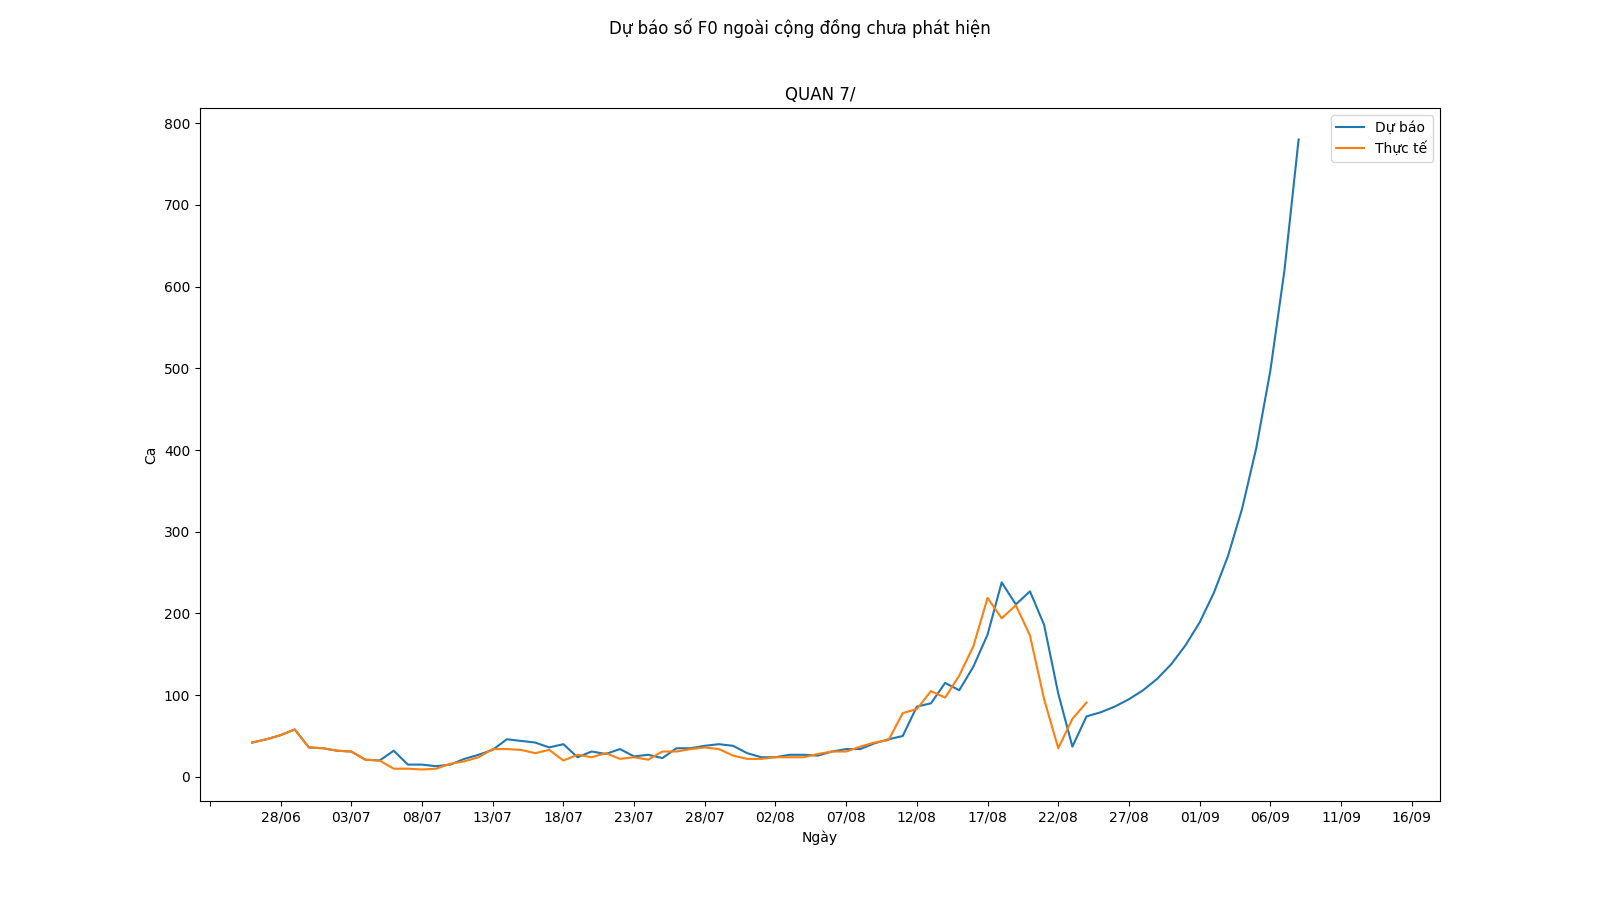 Dự báo số F0 ngoài cộng đồng chưa phát hiện
QUAN 7/
Dự báo
Thực tế
800
700
600
500
400
300
200
100
0
Ca
28/06 03/07 08/07 13/07 18/07 23/07 28/07 02/08 07/08 12/08 17/08 22/08 27/08 01/09 06/09 11/09 16/09
Ngày